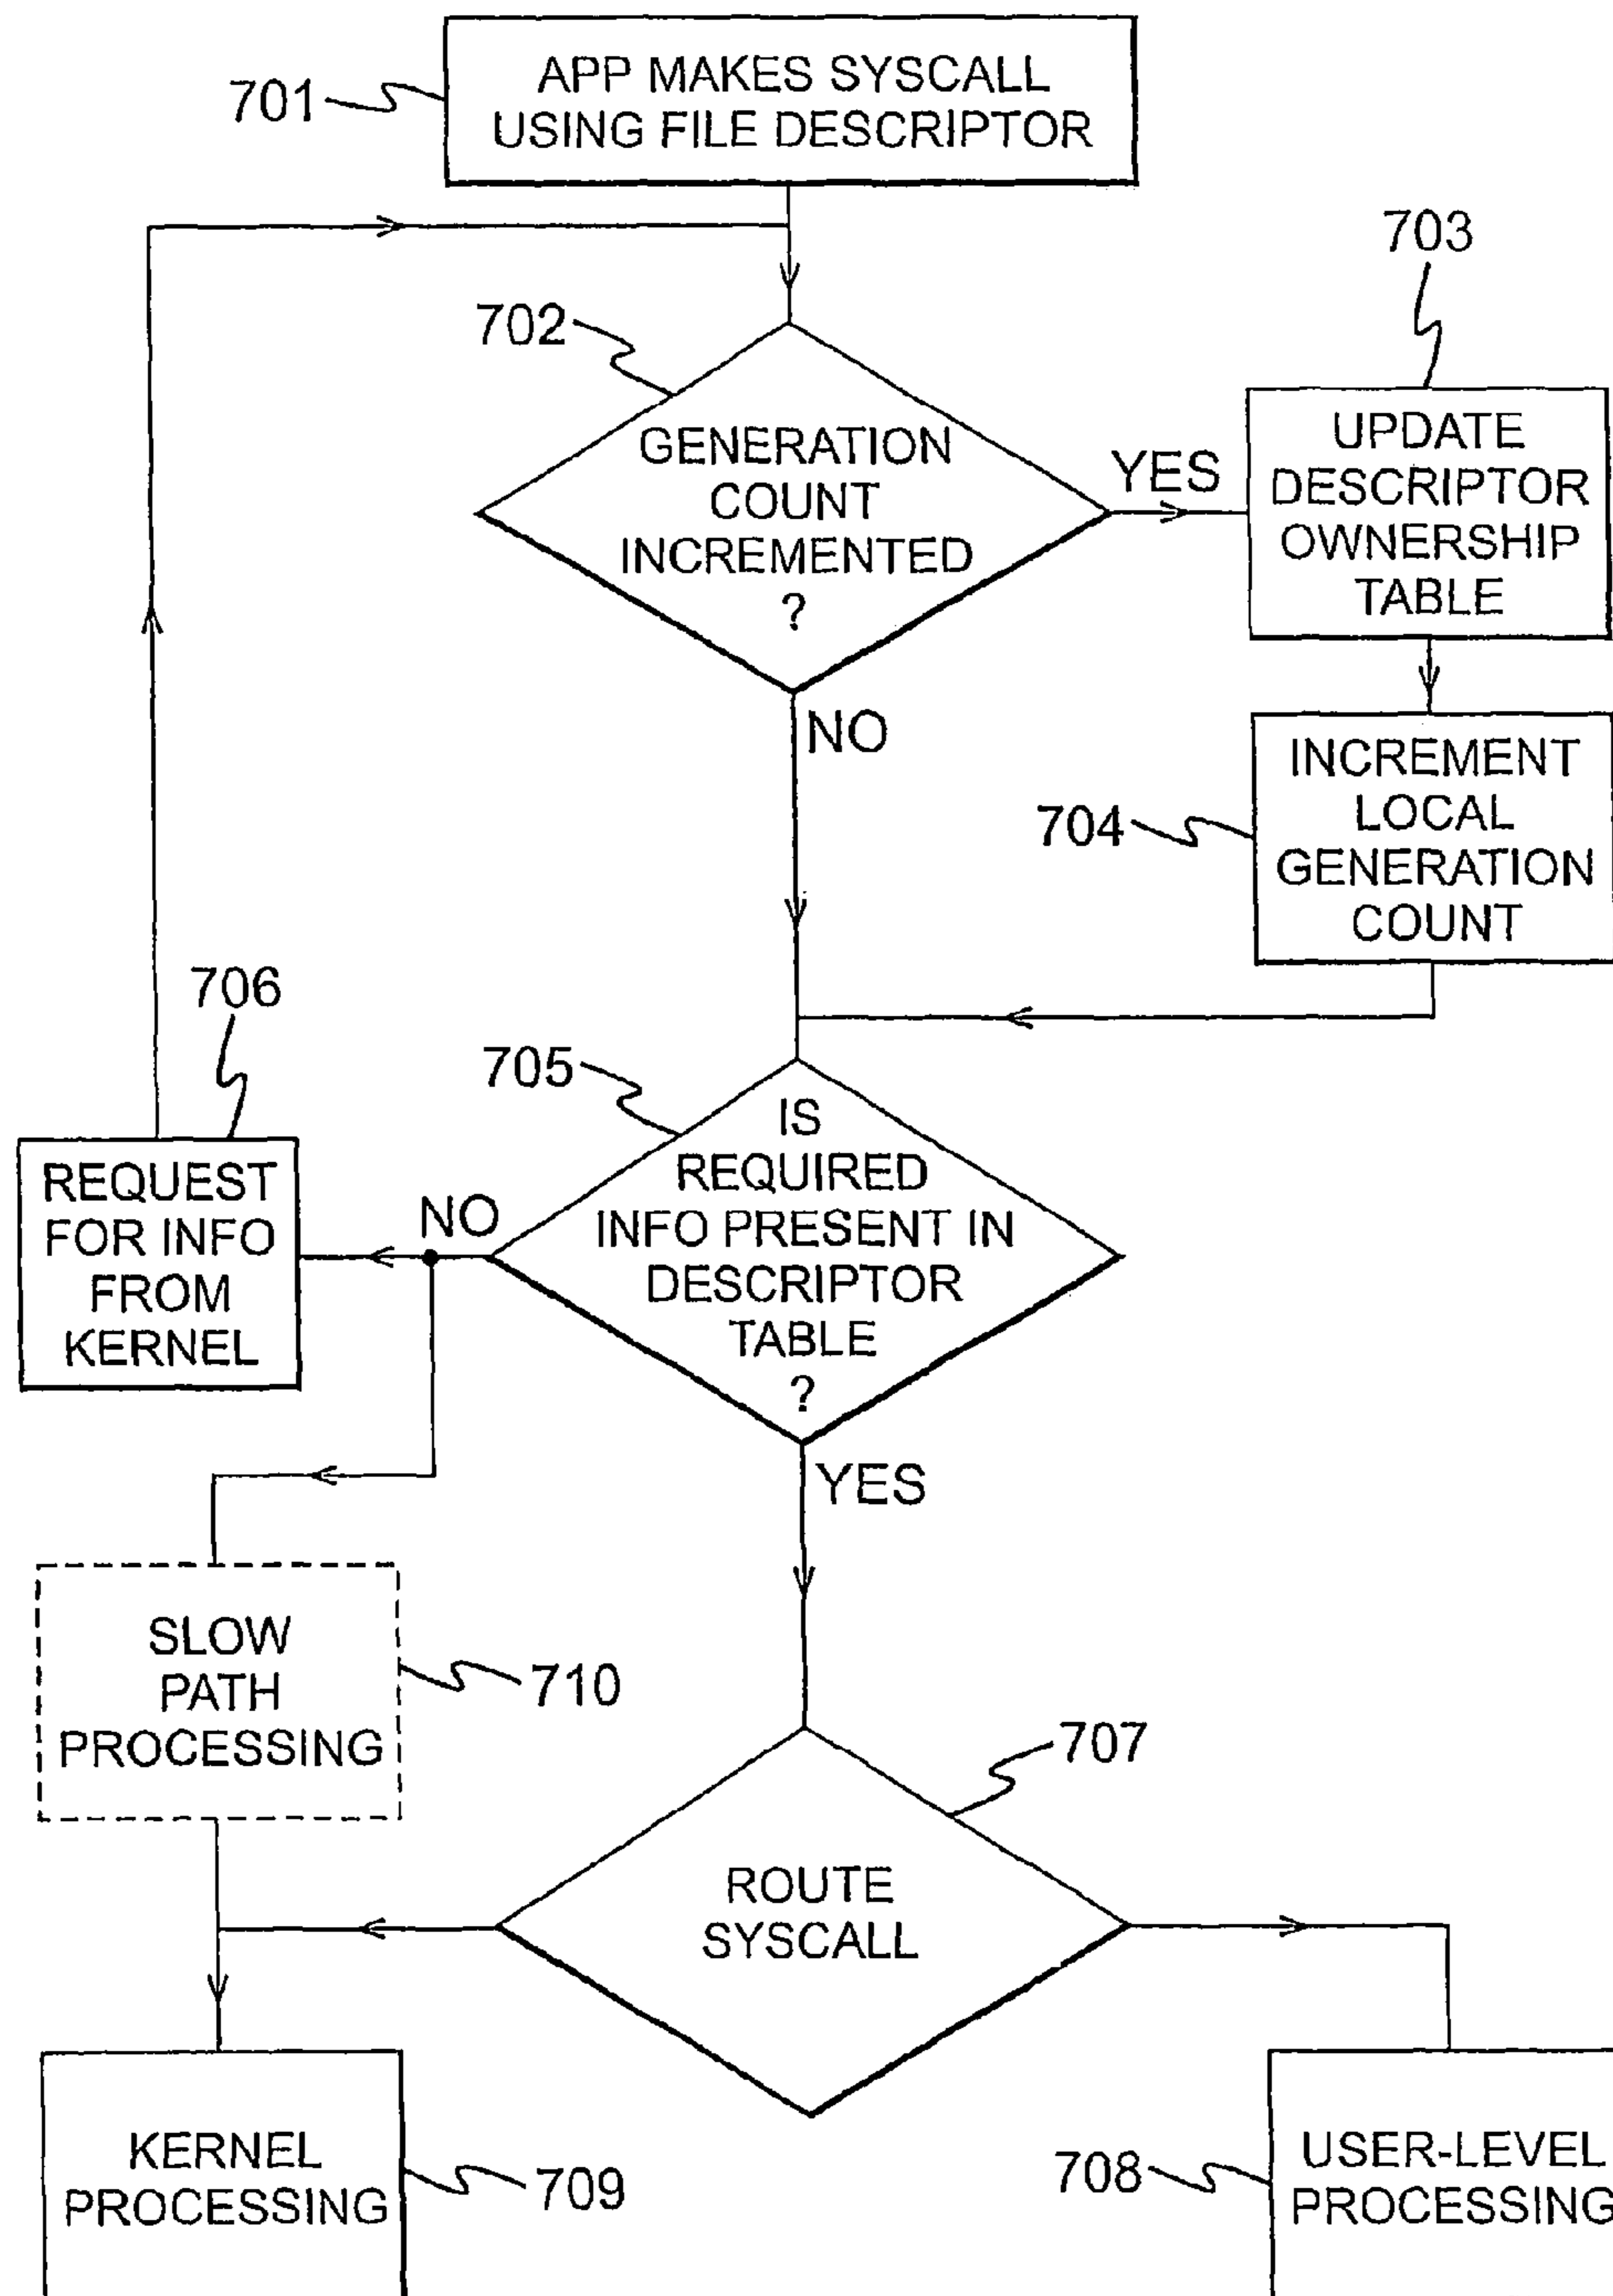 701
APP MAKES SYSCALL
USING FILE DESCRIPTOR
703
702
GENERATION
COUNT
INCREMENTED
?
YES
UPDATE
DESCRIPTOR
OWNERSHIP
TABLE
NO
704
INCREMENT
LOCAL
GENERATION
COUNT
706
705
IS
REQUIRED
INFO PRESENT IN
DESCRIPTOR
TABLE
?
NO
REQUEST
FOR INFO
FROM
KERNEL
YES
SLOW
PATH
PROCESSING
710
707
ROUTE
SYSCALL
KERNEL
PROCESSING
709
708
USER-LEVEL
PROCESSING